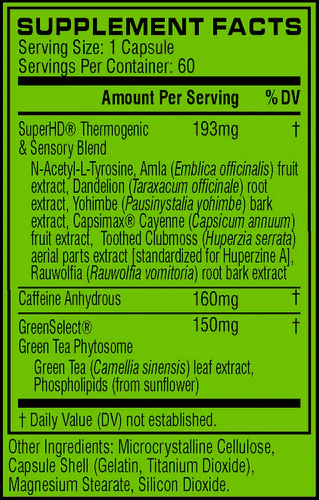 SUPPLEMENT FACTS
Serving Size: 1 Capsule
Servings Per Container: 60
Amount Per Serving % DV
SuperHD® Thermogenic 193mg †
& Sensory Blend
N-Acetyl-L-Tyrosine, Amla (Emblica officinalis) fruit
extract, Dandelion (Taraxacum officinale) root
extract, Yohimbe (Pausinystalia yohimbe) bark
extract, Capsimax® Cayenne (Capsicum annuum)
fruit extract, Toothed Clubmoss (Huperzia serrata)
aerial parts extract [standardized for Huperzine A],
Rauwolfia (Rauwolfia vomitoria) root bark extract
Caffeine Anhydrous 160mg †
GreenSelect® 150mg †
Green Tea Phytosome
Green Tea (Camellia sinensis) leaf extract,
Phospholipids (from sunflower)
† Daily Value (DV) not established.
Other Ingredients: Microcrystalline Cellulose,
Capsule Shell (Gelatin, Titanium Dioxide),
Magnesium Stearate, Silicon Dioxide.